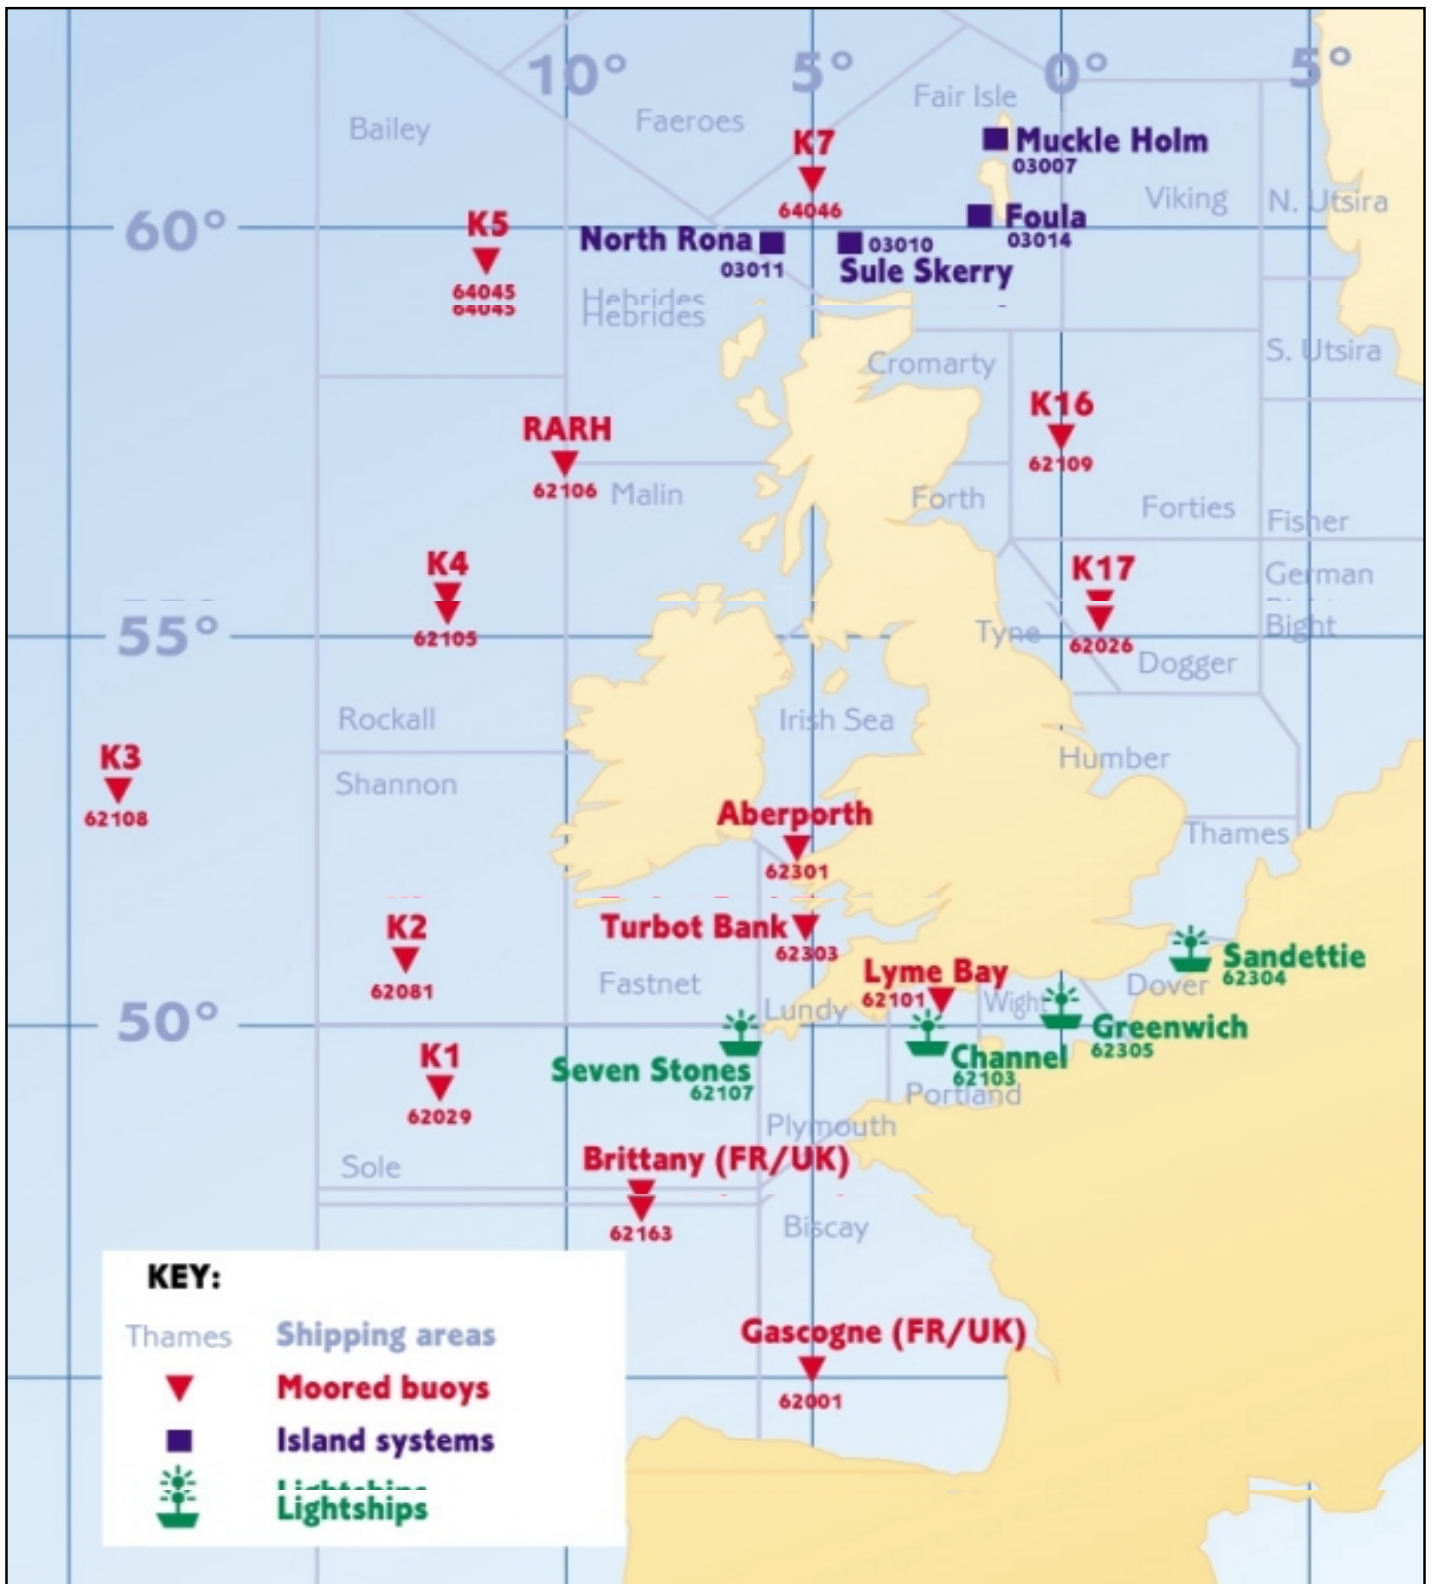 10° 5° 0° 5°
Fair Isle
Bailey
Faeroes
K7
Muckle Holm
03007
Viking
N. Utsira
64046
K5
60°
Foula
03014
North Rona
03011
03010
Sule Skerry
64045
64045
Hebrides
Hebrides
S. Utsira
Cromarty
K16
62109
RARH
62106
Malin
Forth
Forties
Fisher
K4
62105
K17
62026
German
Bight
55°
Tyne
Dogger
Rockall
Irish Sea
K3
62108
Shannon
Humber
Aberporth
62301
Thames
K2
62081
Turbot Bank
62303
Sandettie
62304
Lyme Bay
62101
Fastnet
Lundy
Wight
Dover
50°
Greenwich
62305
K1
62029
Seven Stones
62107
Channel
62103
Portland
Plymouth
Brittany (FR/UK)
62163
Sole
Biscay
Gascogne (FR/UK)
62001
KEY:
Thames Shipping areas
Moored buoys
Island systems
Lightships
Lightships